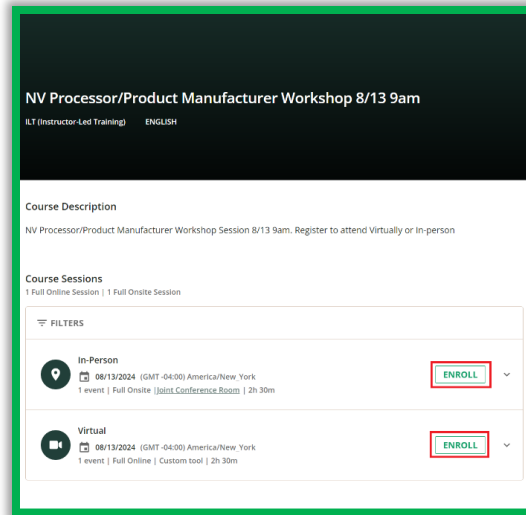 NV Processor/Product Manufacturer Workshop 8/13 9am
ILT (Instructor-Led Training) ENGLISH
Course Description
NV Processor/Product Manufacturer Workshop Session 8/13 9am. Register to attend Virtually or In-person
Course Sessions
1 Full Online Session | 1 Full Onsite Session
FILTERS
In-Person
08/13/2024 (GMT -04:00) America/New_York
ENROLL
1 event | Full Onsite |Joint Conference Room | 2h 30m
Virtual
08/13/2024 (GMT -04:00) America/New_York
ENROLL
1 event | Full Online | Custom tool | 2h 30m